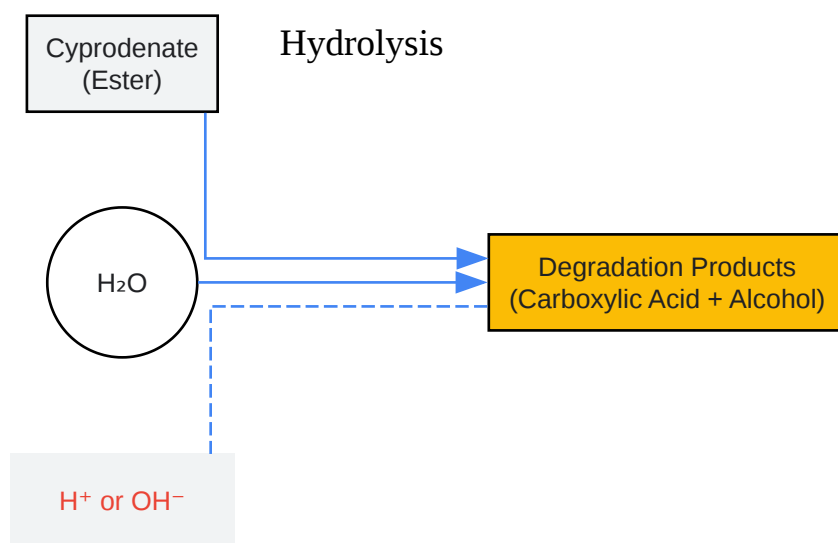 Cyprodenate
(Ester)
Hydrolysis
H₂O
Degradation Products
(Carboxylic Acid + Alcohol)
H⁺ or OH⁻